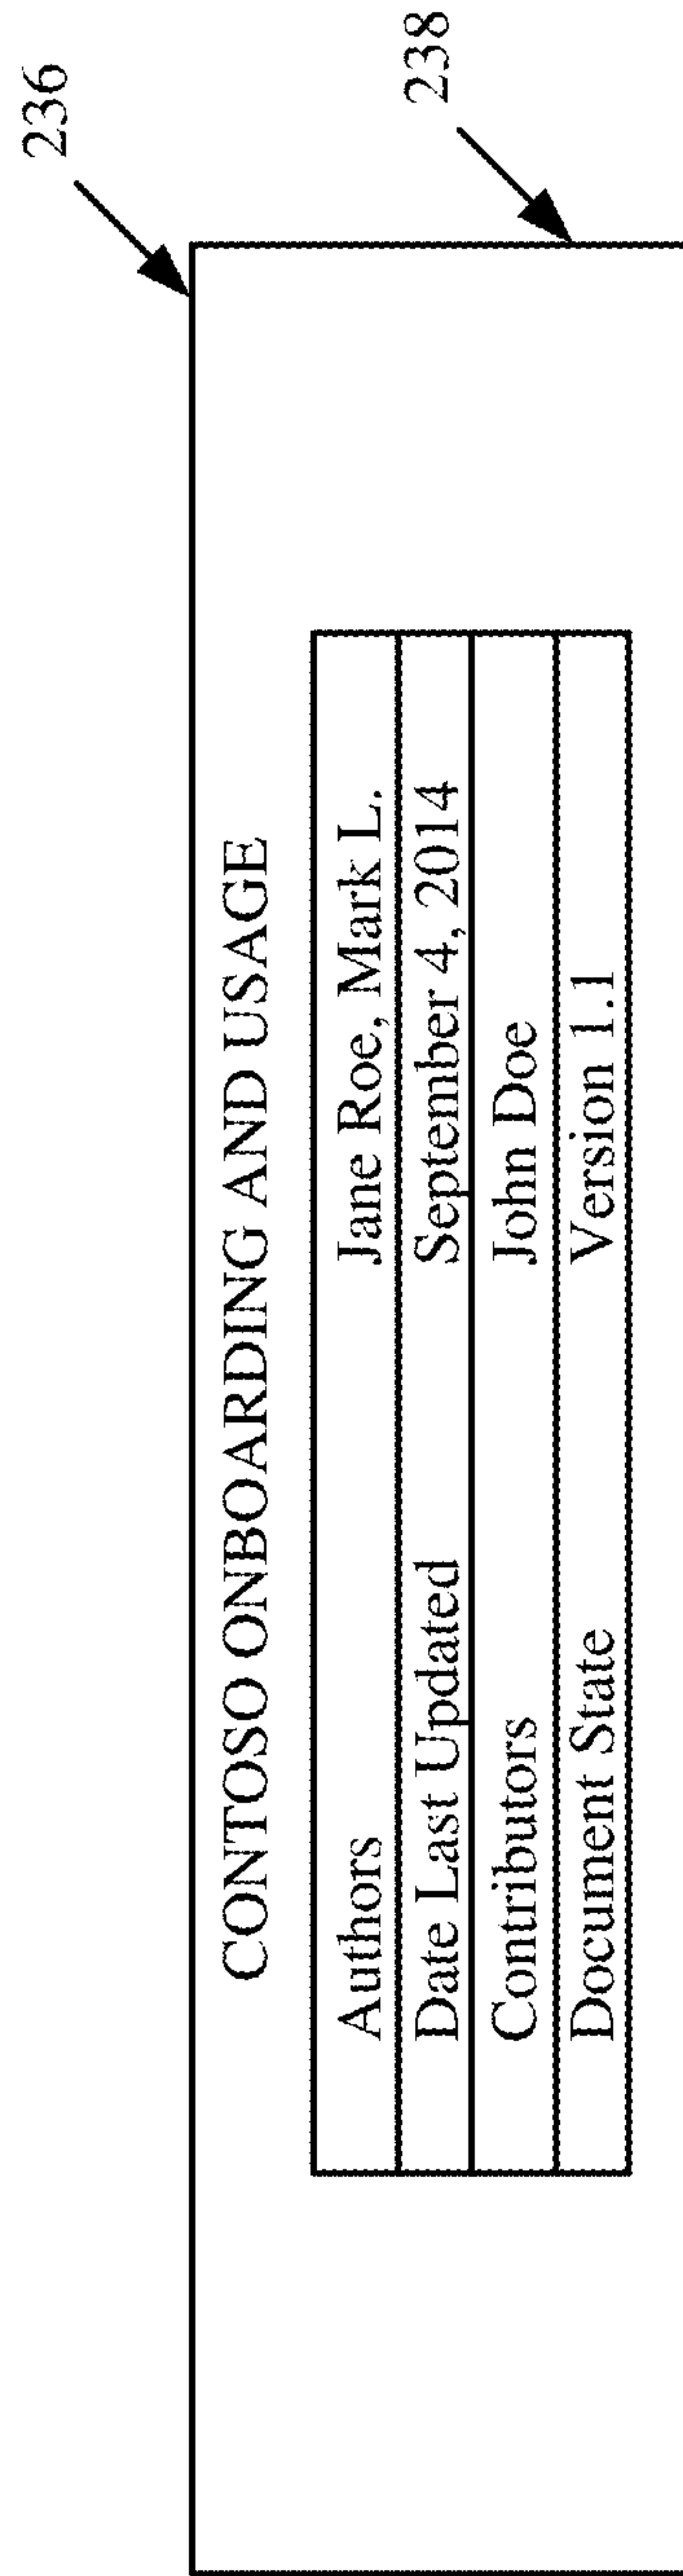 236
238
CONTOSO ONBOARDING AND USAGE
Authors Jane Roe, Mark L.
Date Last Updated September 4, 2014
Contributors John Doe
Document State Version 1.1